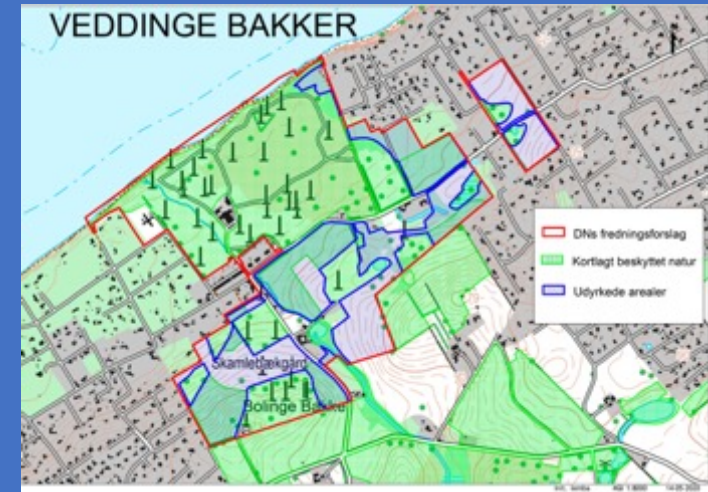 VEDDINGE BAKKER
DNs fredningsforslag
Kortlagt beskyttet natur
Udyrkede arealer
Skamlebækgård
Bolinge Bakke